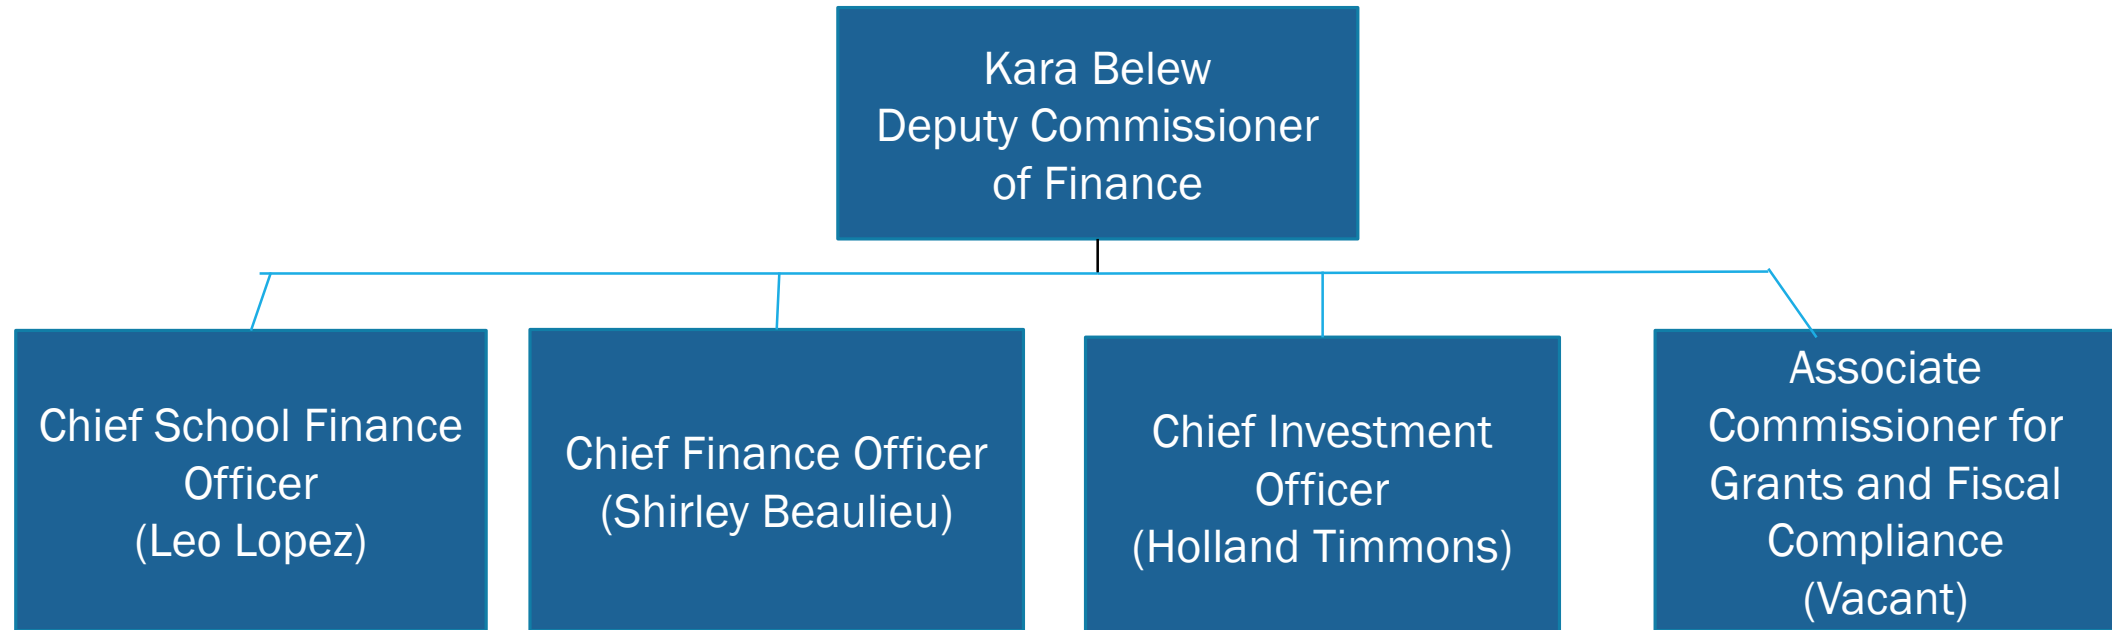 Kara Belew
Deputy Commissioner
of Finance
Chief School Finance
Officer
(Leo Lopez)
Chief Finance Officer
(Shirley Beaulieu)
Chief Investment
Officer
(Holland Timmons)
Associate
Commissioner for
Grants and Fiscal
Compliance
(Vacant)